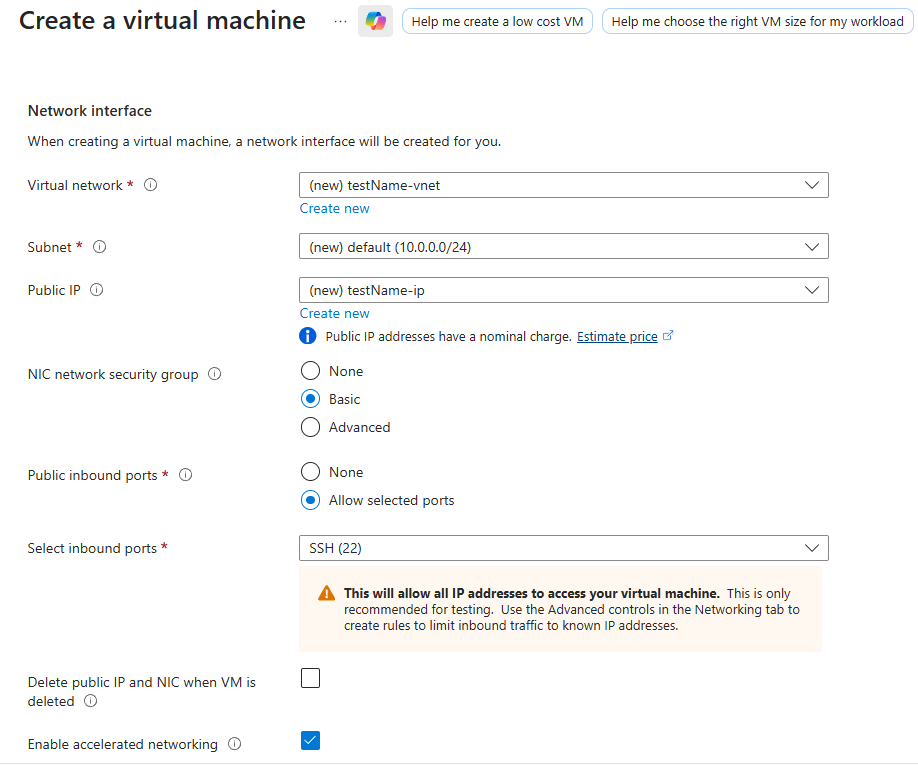 Create a virtual machine ... Help me create a low cost VM Help me choose the right VM size for my workload
Network interface
When creating a virtual machine, a network interface will be created for you.
Virtual network * (new) testName-vnet
Create new
Subnet * (new) default (10.0.0.0/24)
Public IP (new) testName-ip
Create new
Public IP addresses have a nominal charge. Estimate price
NIC network security group None
Basic
Advanced
Public inbound ports * None
Allow selected ports
Select inbound ports * SSH (22)
This will allow all IP addresses to access your virtual machine. This is only
recommended for testing. Use the Advanced controls in the Networking tab to
create rules to limit inbound traffic to known IP addresses.
Delete public IP and NIC when VM is
deleted
Enable accelerated networking